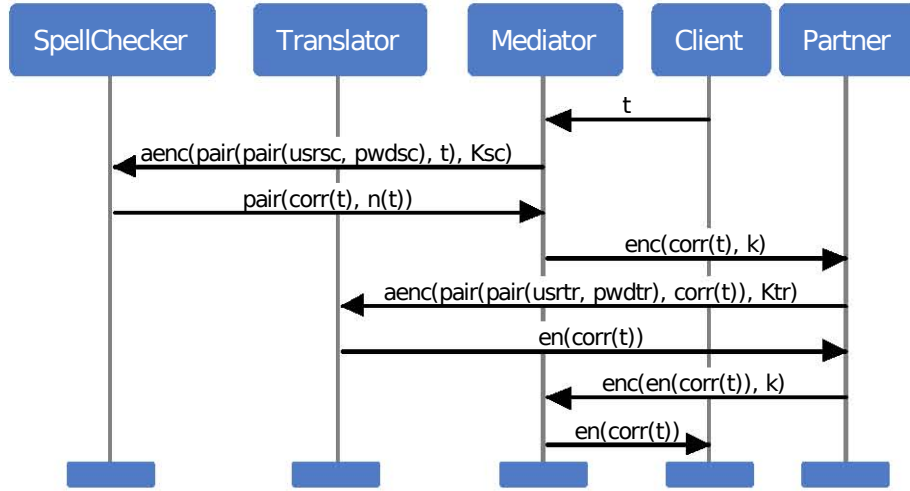 SpellChecker
Translator
Mediator
Client
Partner
t
aenc(pair(pair(usrsc, pwdsc), t), Ksc)
pair(corr(t), n(t))
enc(corr(t), k)
aenc(pair(pair(usrtr, pwdtr), corr(t)), Ktr)
en(corr(t))
enc(en(corr(t)), k)
en(corr(t))